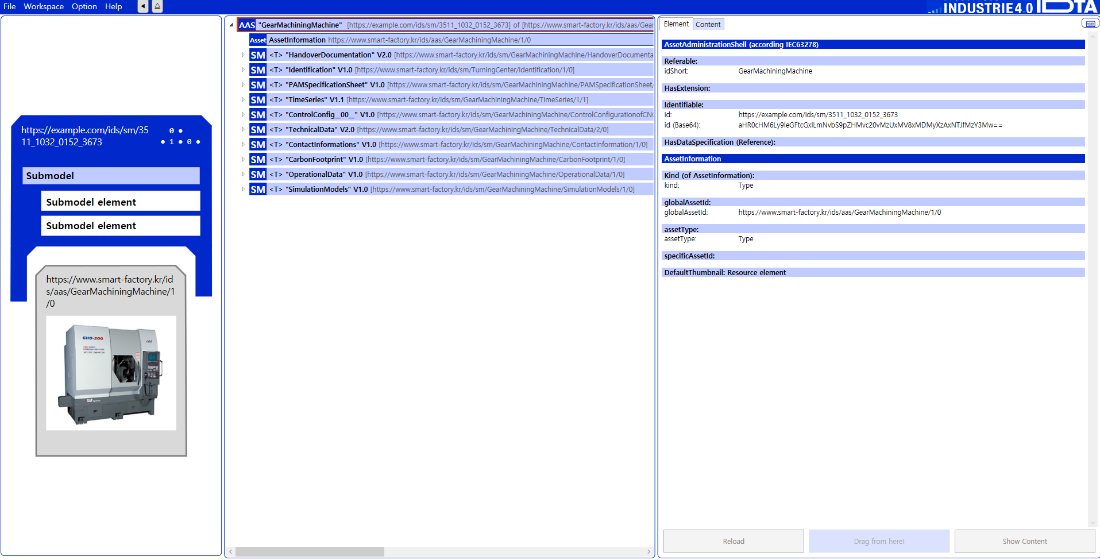 File Workspace Option Help
INDUSTRIE4.0 IDTA
https://example.com/ids/sm/35
11_1032_0152_3673
Submodel
Submodel element
Submodel element
https://www.smart-factory.kr/id
s/aas/GearMachiningMachine/1
/0
AAS "GearMachiningMachine" [https://example.com/ids/sm/3511_1032_0152_3673] of [https://www.smart-factory.kr/ids/aas/Gear
Asset AssetInformation https://www.smart-factory.kr/ids/aas/GearMachiningMachine/1/0
SM <T> "HandoverDocumentation" V2.0 [https://www.smart-factory.kr/ids/sm/GearMachiningMachine/HandoverDocumenta
SM <T> "Identification" V1.0 [https://www.smart-factory.kr/ids/sm/TurningCenter/Identification/1/0]
SM <T> "PAMSpecificationSheet" V1.0 [https://www.smart-factory.kr/ids/sm/GearMachiningMachine/PAMSpecificationSheet
SM <T> "TimeSeries" V1.1 [https://www.smart-factory.kr/ids/sm/GearMachiningMachine/TimeSeries/1/1]
SM <T> "ControlConfig__00__" V1.0 [https://www.smart-factory.kr/ids/sm/GearMachiningMachine/ControlConfigurationofCN
SM <T> "TechnicalData" V2.0 [https://www.smart-factory.kr/ids/sm/GearMachiningMachine/TechnicalData/2/0]
SM <T> "ContactInformations" V1.0 [https://www.smart-factory.kr/ids/sm/GearMachiningMachine/ContactInformation/1/0]
SM <T> "CarbonFootprint" V1.0 [https://www.smart-factory.kr/ids/sm/GearMachiningMachine/CarbonFootprint/1/0]
SM <T> "OperationalData" V1.0 [https://www.smart-factory.kr/ids/sm/GearMachiningMachine/OperationalData/1/0]
SM <T> "SimulationModels" V1.0 [https://www.smart-factory.kr/ids/sm/GearMachiningMachine/SimulationModels/1/0]
Element Content
AssetAdministrationShell (according IEC63278)
Referable:
idShort: GearMachiningMachine
HasExtension:
Identifiable:
id: https://example.com/ids/sm/3511_1032_0152_3673
id (Base64):
HasDataSpecification (Reference):
AssetInformation
Kind (of AssetInformation):
kind: Type
globalAssetId:
globalAssetId: https://www.smart-factory.kr/ids/aas/GearMachiningMachine/1/0
assetType:
assetType: Type
specificAssetId:
DefaultThumbnail: Resource element
Reload Drag from here! Show Content